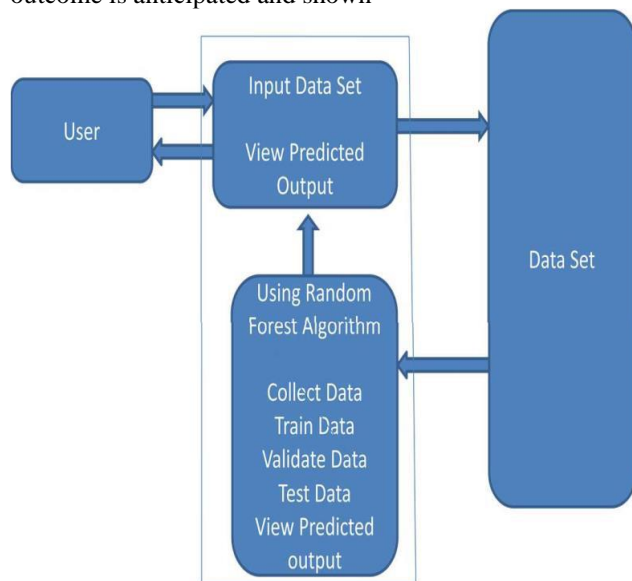 outcome is anticipated and shown
User
Input Data Set
View Predicted
Output
Data Set
Using Random
Forest Algorithm
Collect Data
Train Data
Validate Data
Test Data
View Predicted
output